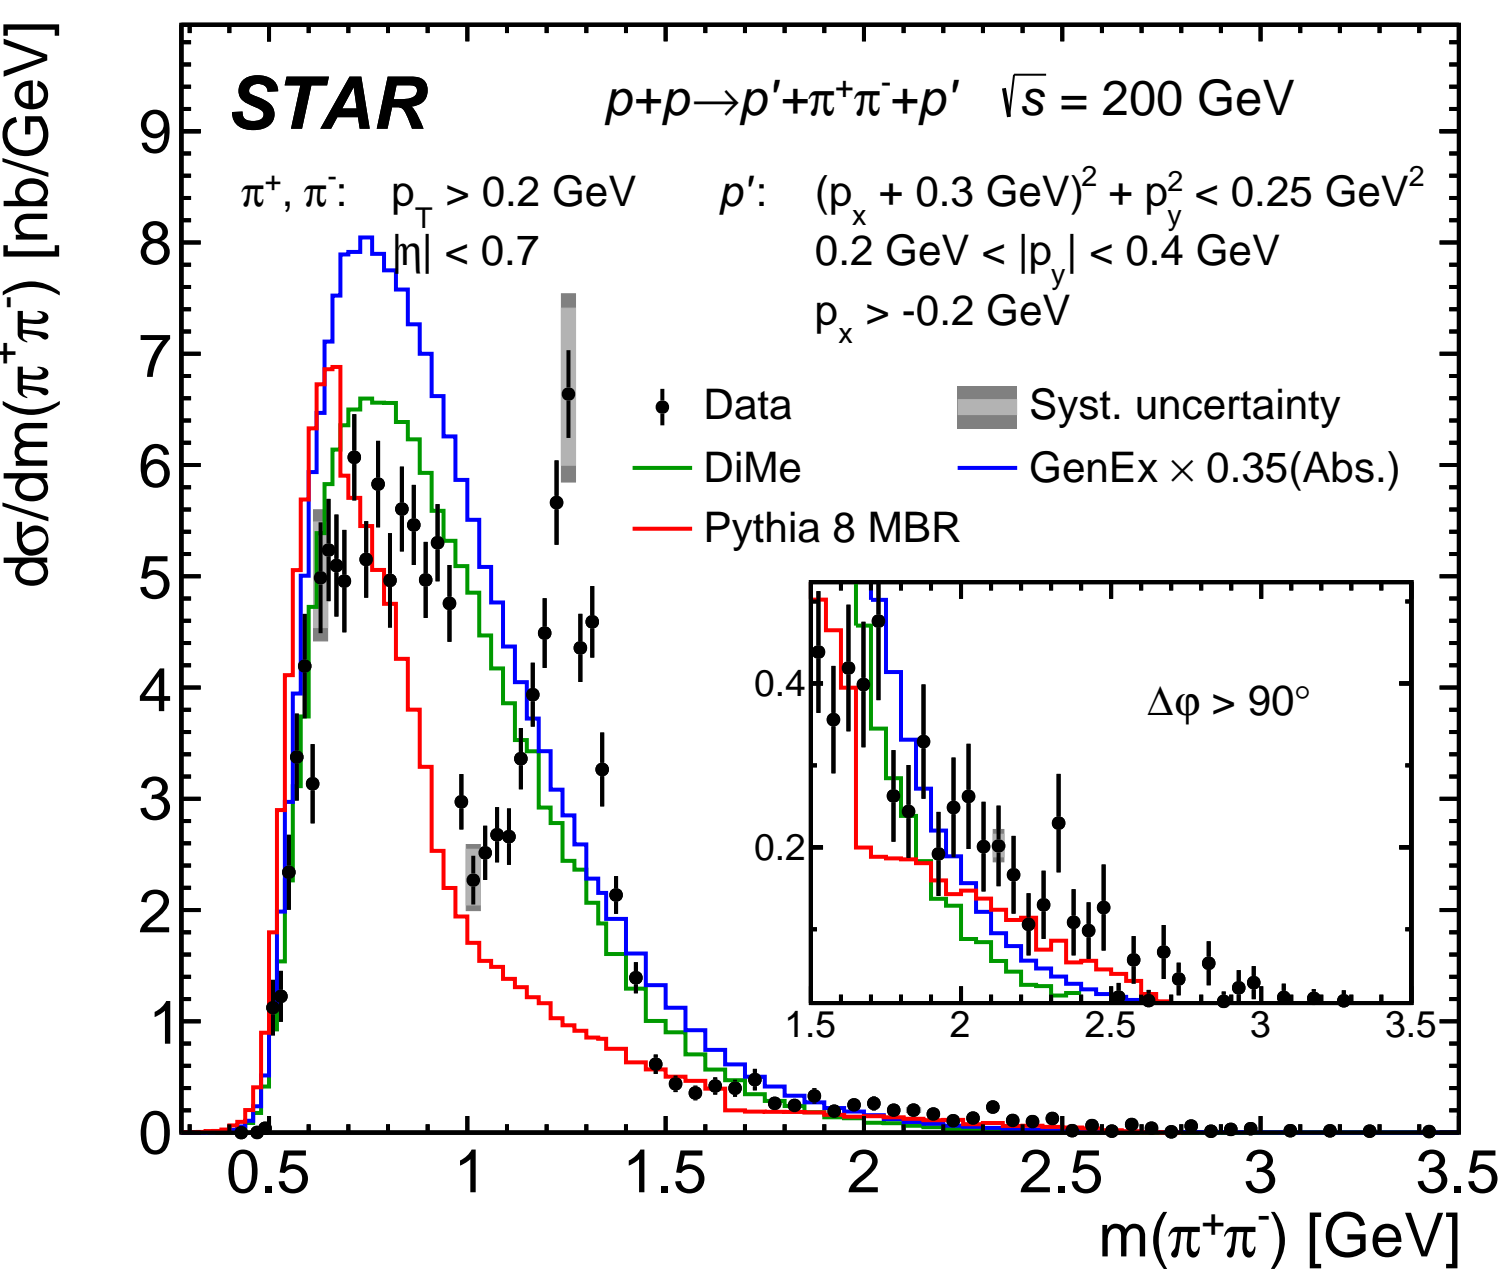 dσ/dm(π⁺π⁻) [nb/GeV]
STAR
p+p→p′+π⁺π⁻+p′ √s = 200 GeV
π⁺, π⁻: p_T > 0.2 GeV
|η| < 0.7
p′: (p_x + 0.3 GeV)² + p_y² < 0.25 GeV²
0.2 GeV < |p_y| < 0.4 GeV
p_x > -0.2 GeV
Data
Syst. uncertainty
DiMe
GenEx × 0.35(Abs.)
Pythia 8 MBR
9
8
7
6
5
4
3
2
1
0
0.5 1 1.5 2 2.5 3 3.5
m(π⁺π⁻) [GeV]
Δφ > 90°
0.4
0.2
1.5 2 2.5 3 3.5